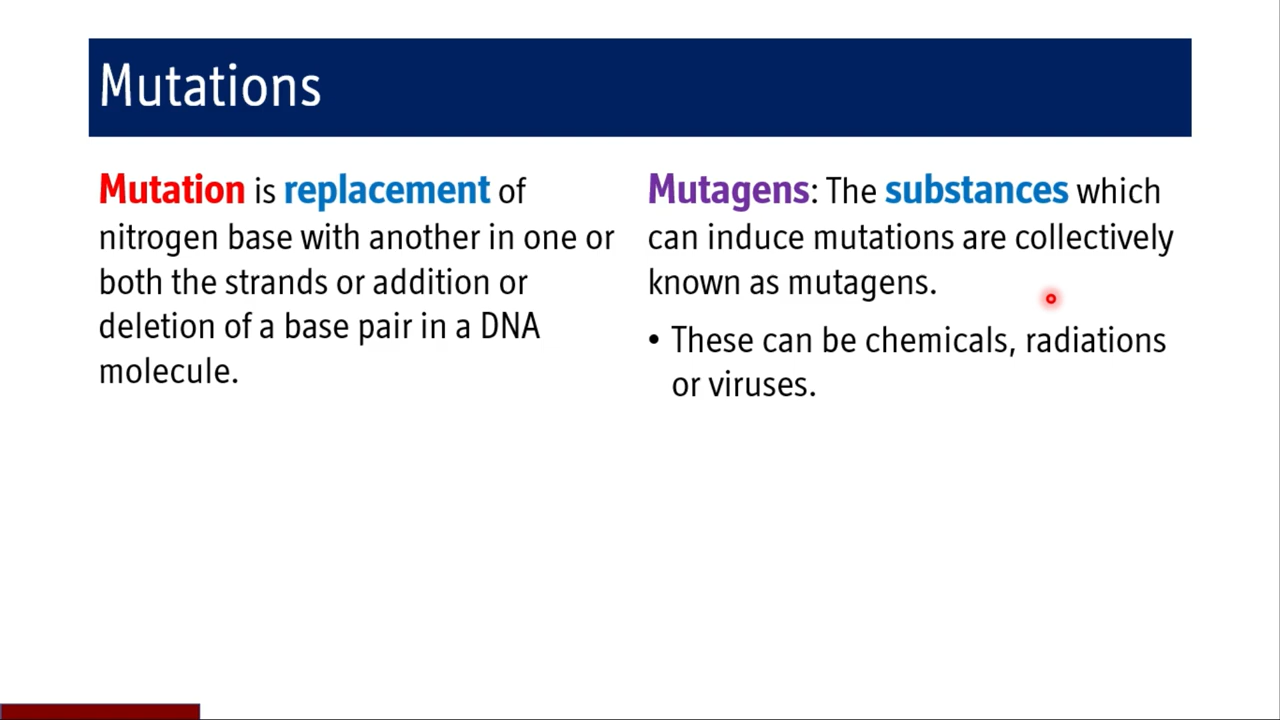 Mutations
Mutation is replacement of
nitrogen base with another in one or
both the strands or addition or
deletion of a base pair in a DNA
molecule.
Mutagens: The substances which
can induce mutations are collectively
known as mutagens.
• These can be chemicals, radiations
or viruses.